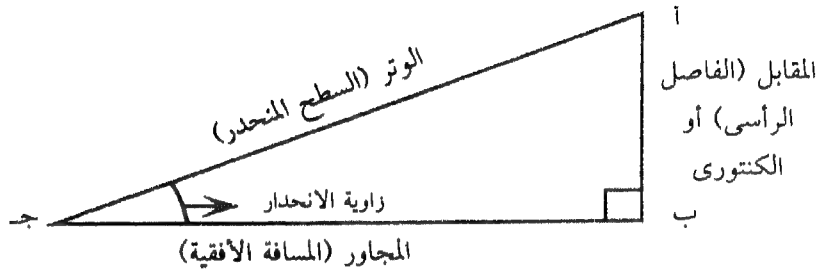 أ
المقابل (الفاصل
الرأسى) أو
الكنتورى
الوتر (السطح المنحدر)
زاوية الانحدار
جـ
ب
المجاور (المسافة الأفقية)